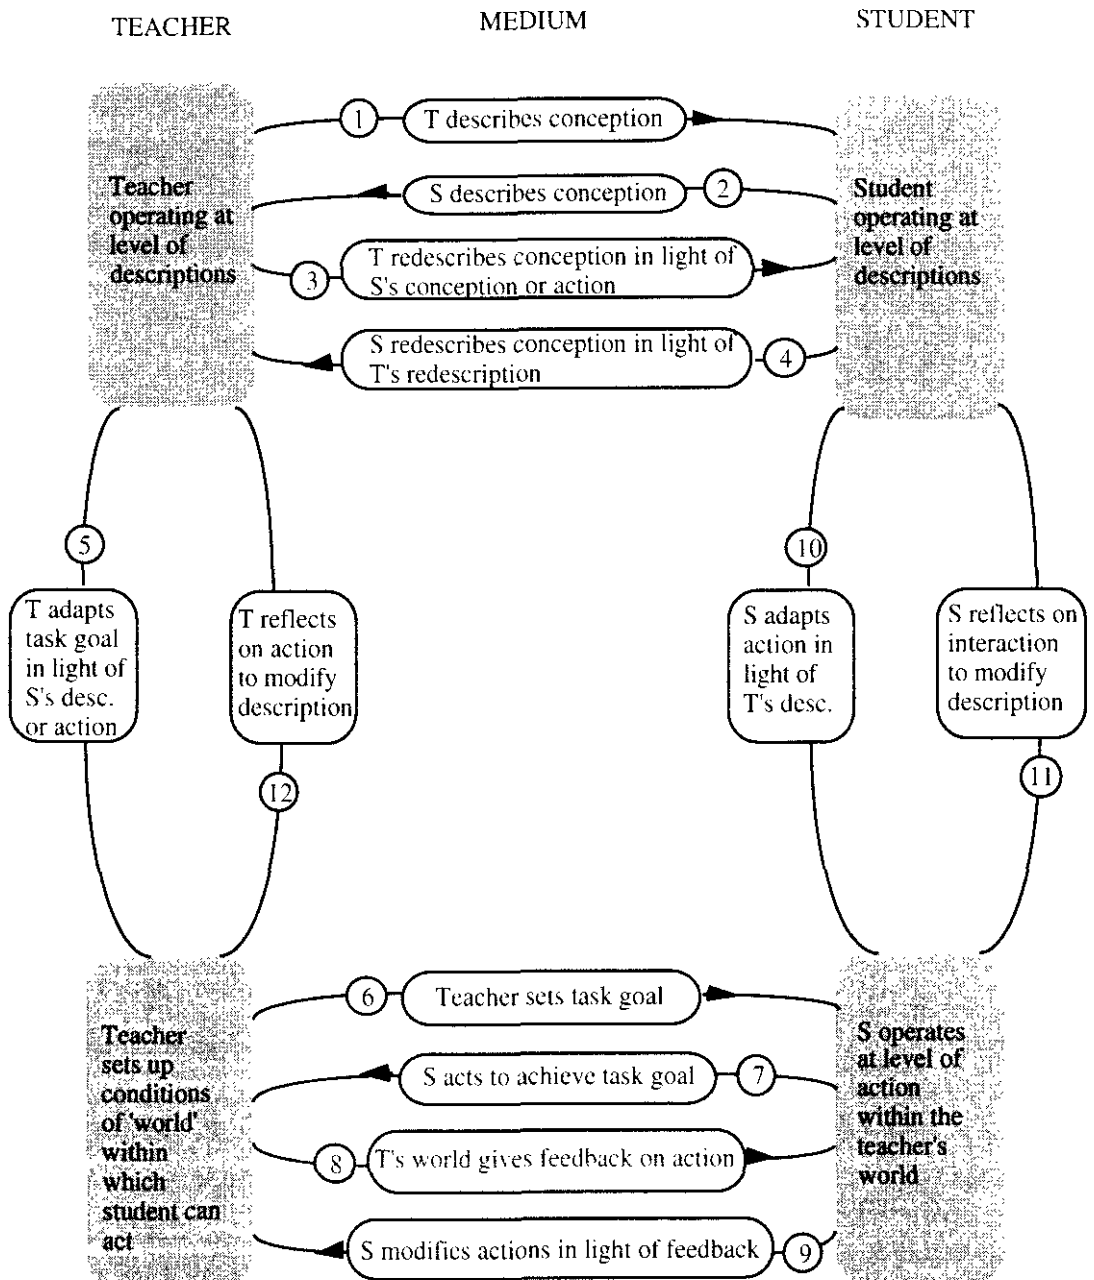 TEACHER
MEDIUM
STUDENT
1
T describes conception
S describes conception
2
Teacher
operating at
level of
descriptions
Student
operating at
level of
descriptions
3
T redescribes conception in light of
S's conception or action
S redescribes conception in light of
T's redescription
4
5
T adapts
task goal
in light of
S's desc.
or action
T reflects
on action
to modify
description
12
10
S adapts
action in
light of
T's desc.
S reflects on
interaction
to modify
description
11
Teacher
sets up
conditions
of 'world'
within
which
student can
act
6
Teacher sets task goal
S acts to achieve task goal
7
8
T's world gives feedback on action
S modifies actions in light of feedback
9
S operates
at level of
action
within the
teacher's
world